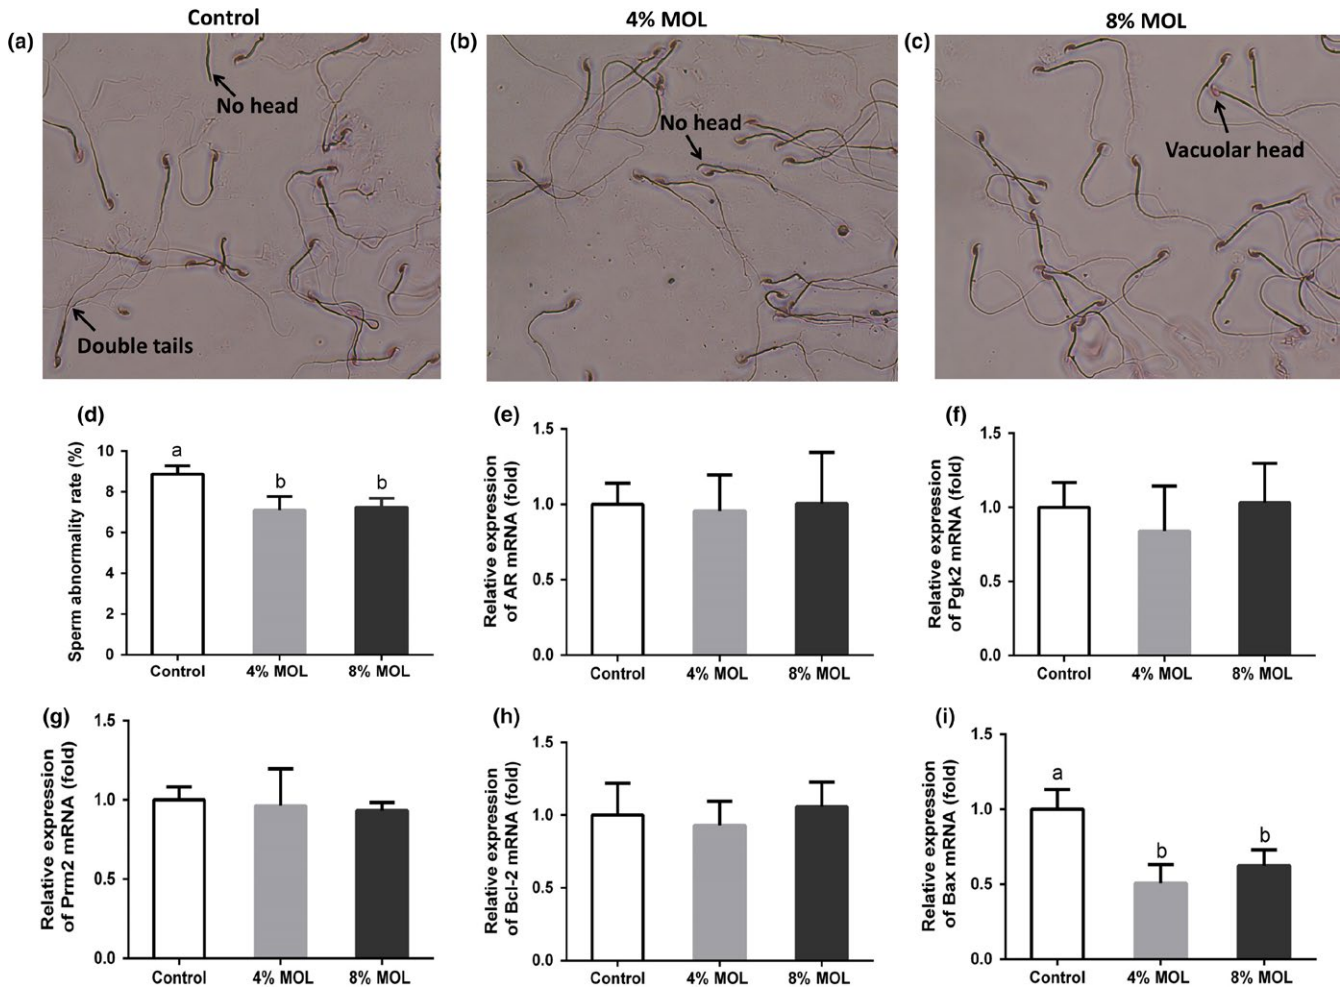 Control
4% MOL
8% MOL
(a)
(b)
(c)
No head
Double tails
No head
Vacuolar head
(d)
Sperm abnormality rate (%)
10
8
6
4
2
0
a
b
b
Control
4% MOL
8% MOL
(e)
Relative expression
of AR mRNA (fold)
1.5
1.0
0.5
0.0
Control
4% MOL
8% MOL
(f)
Relative expression
of Pgk2 mRNA (fold)
1.5
1.0
0.5
0.0
Control
4% MOL
8% MOL
(g)
Relative expression
of Prm2 mRNA (fold)
1.5
1.0
0.5
0.0
Control
4% MOL
8% MOL
(h)
Relative expression
of Bcl-2 mRNA (fold)
1.5
1.0
0.5
0.0
Control
4% MOL
8% MOL
(i)
Relative expression
of Bax mRNA (fold)
1.5
1.0
0.5
0.0
a
b
b
Control
4% MOL
8% MOL